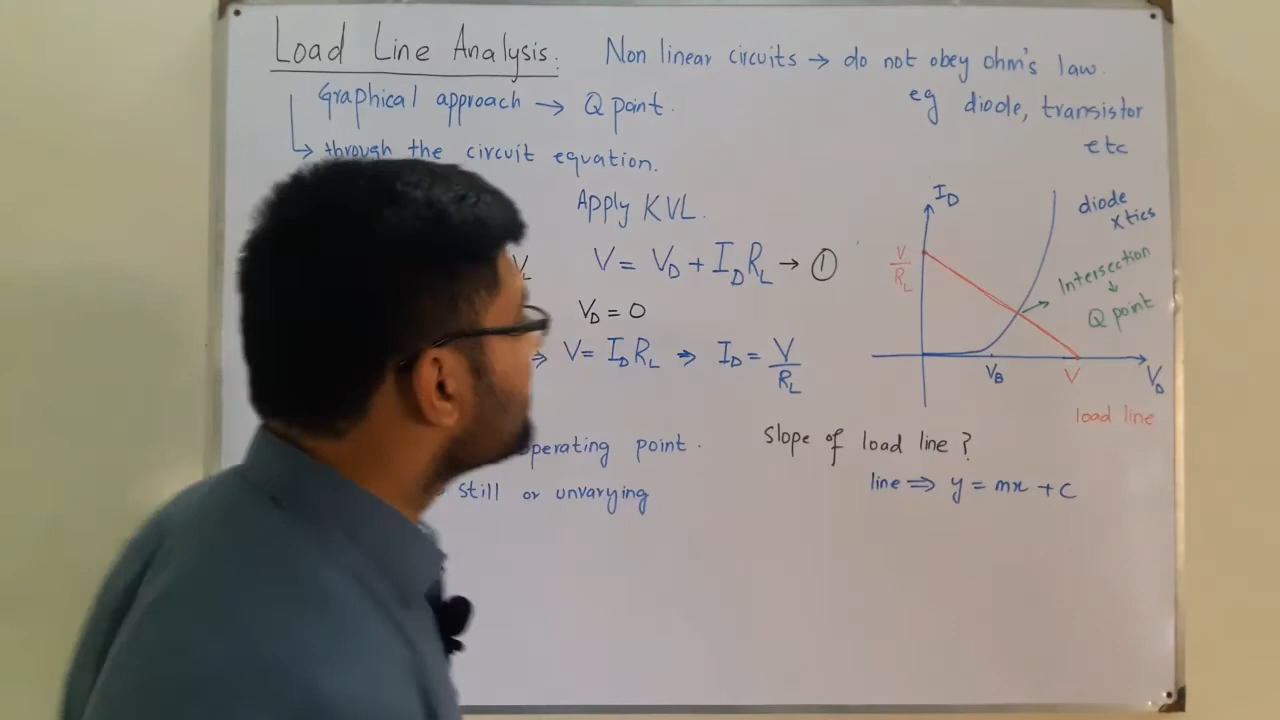 Load Line Analysis.
Non linear circuits → do not obey ohm's law.
eg diode, transistor
etc
Graphical approach → Q point.
↳ through the circuit equation.
Apply KVL.
V = V_D + I_D R_L → ①
V_D = 0
⇒ V = I_D R_L ⇒ I_D = V/R_L
operating point.
still or unvarying
I_D
diode
Xtics
V/R_L
Intersection
↓
Q point
V_B
V
V_D
load line
Slope of load line?
line ⇒ y = mx + c